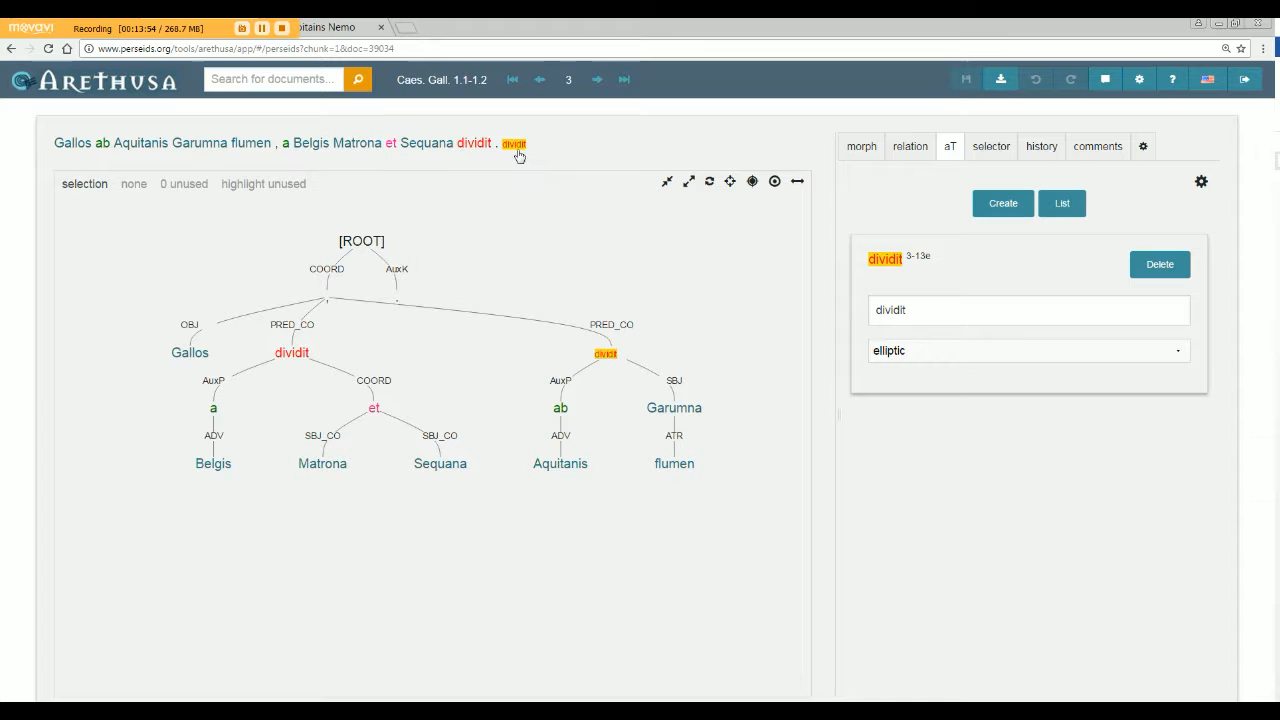 movavi Recording (00:13:54 / 268.7 MB) pitains Nemo
www.perseids.org/tools/arethusa/app/#/perseids?chunk=1&doc=39034
ARETHUSA Search for documents... Caes. Gall. 1.1-1.2 3
Gallos ab Aquitanis Garumna flumen , a Belgis Matrona et Sequana dividit . dividit
selection none 0 unused highlight unused
[ROOT]
COORD AuxK
, .
OBJ PRED_CO PRED_CO
Gallos dividit dividit
AuxP COORD AuxP SBJ
a et ab Garumna
ADV SBJ_CO SBJ_CO ADV ATR
Belgis Matrona Sequana Aquitanis flumen
morph relation aT selector history comments
Create List
dividit 3-13e Delete
dividit
elliptic